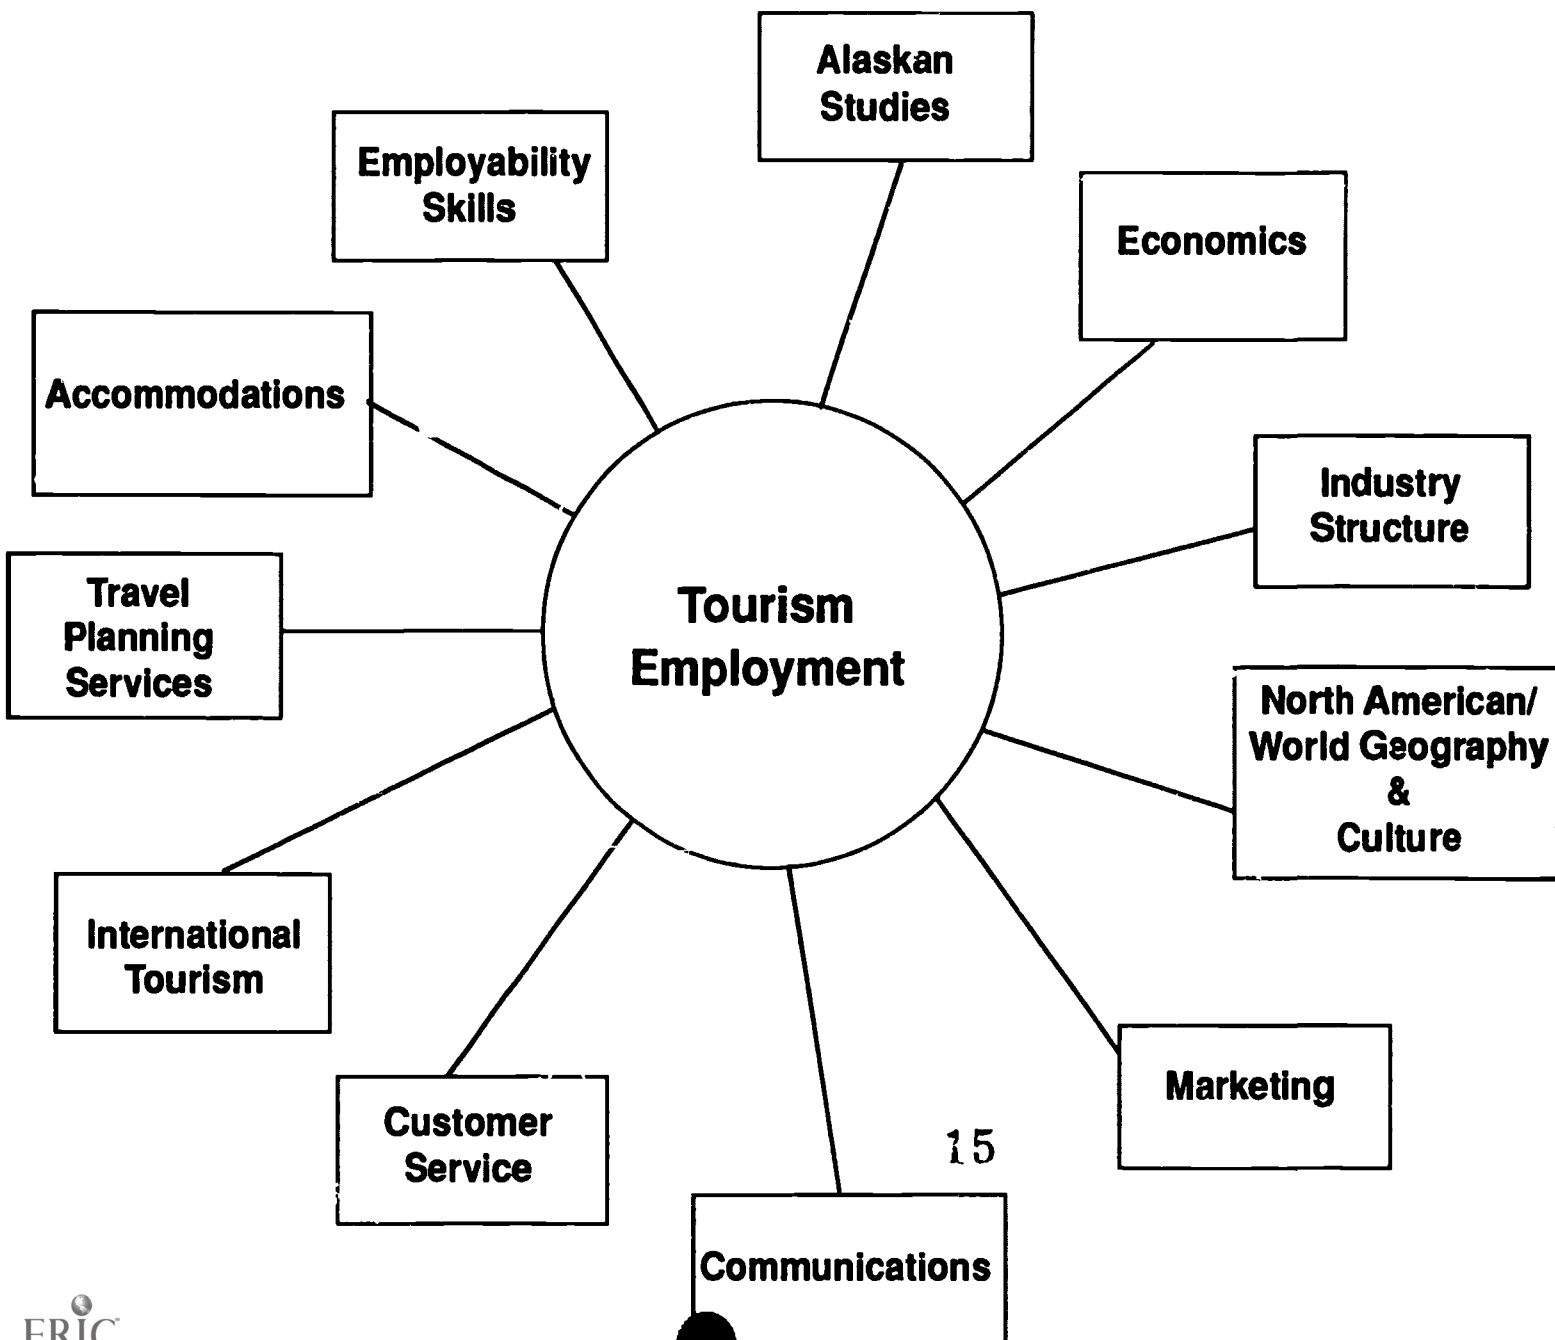 Alaskan
Studies
Employability
Skills
Economics
Accommodations
Industry
Structure
Travel
Planning
Services
Tourism
Employment
North American/
World Geography
&
Culture
International
Tourism
Marketing
Customer
Service
15
Communications
ERIC